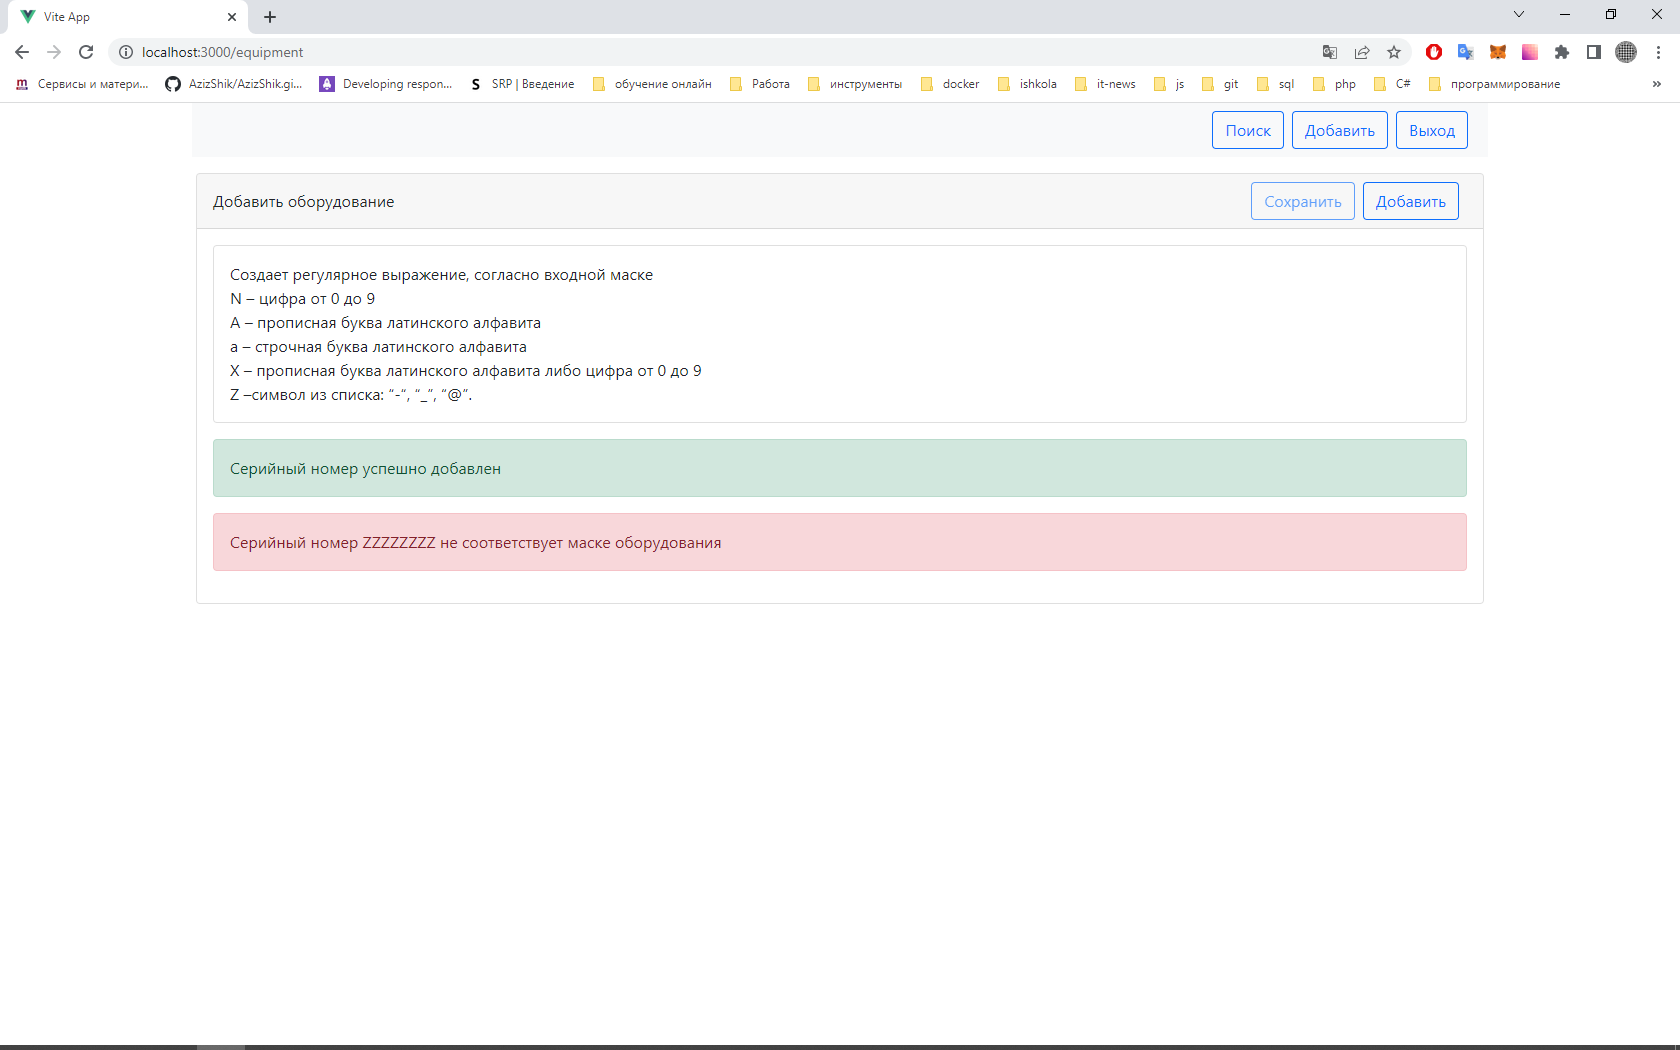 Vite App
localhost:3000/equipment
Сервисы и матери... AzizShik/AzizShik.gi... Developing respon... SRP | Введение обучение онлайн Работа инструменты docker ishkola it-news js git sql php C# программирование »
Поиск Добавить Выход
Добавить оборудование Сохранить Добавить
Создает регулярное выражение, согласно входной маске
N – цифра от 0 до 9
A – прописная буква латинского алфавита
a – строчная буква латинского алфавита
X – прописная буква латинского алфавита либо цифра от 0 до 9
Z –символ из списка: “-“, “_”, “@”.
Серийный номер успешно добавлен
Серийный номер ZZZZZZZZ не соответствует маске оборудования